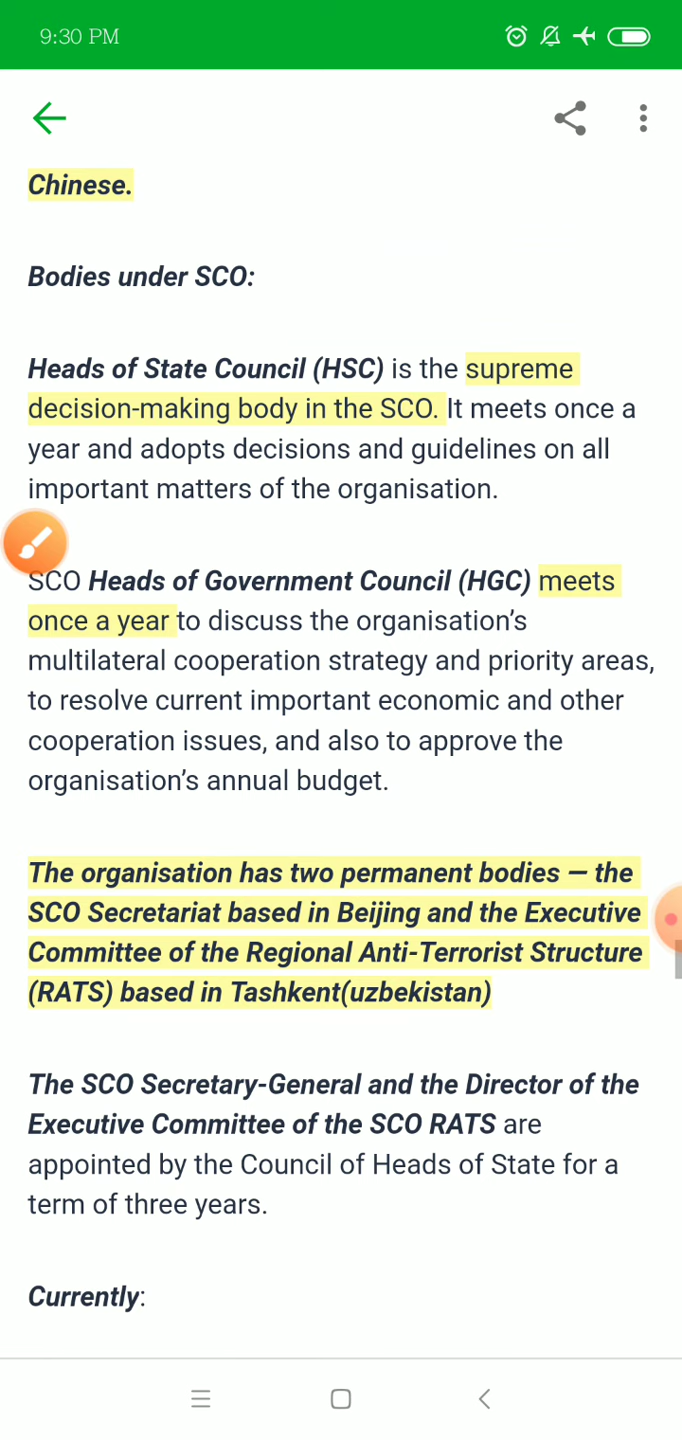 9:30 PM
Chinese.
Bodies under SCO:
Heads of State Council (HSC) is the supreme
decision-making body in the SCO. It meets once a
year and adopts decisions and guidelines on all
important matters of the organisation.
SCO Heads of Government Council (HGC) meets
once a year to discuss the organisation’s
multilateral cooperation strategy and priority areas,
to resolve current important economic and other
cooperation issues, and also to approve the
organisation’s annual budget.
The organisation has two permanent bodies — the
SCO Secretariat based in Beijing and the Executive
Committee of the Regional Anti-Terrorist Structure
(RATS) based in Tashkent(uzbekistan)
The SCO Secretary-General and the Director of the
Executive Committee of the SCO RATS are
appointed by the Council of Heads of State for a
term of three years.
Currently: